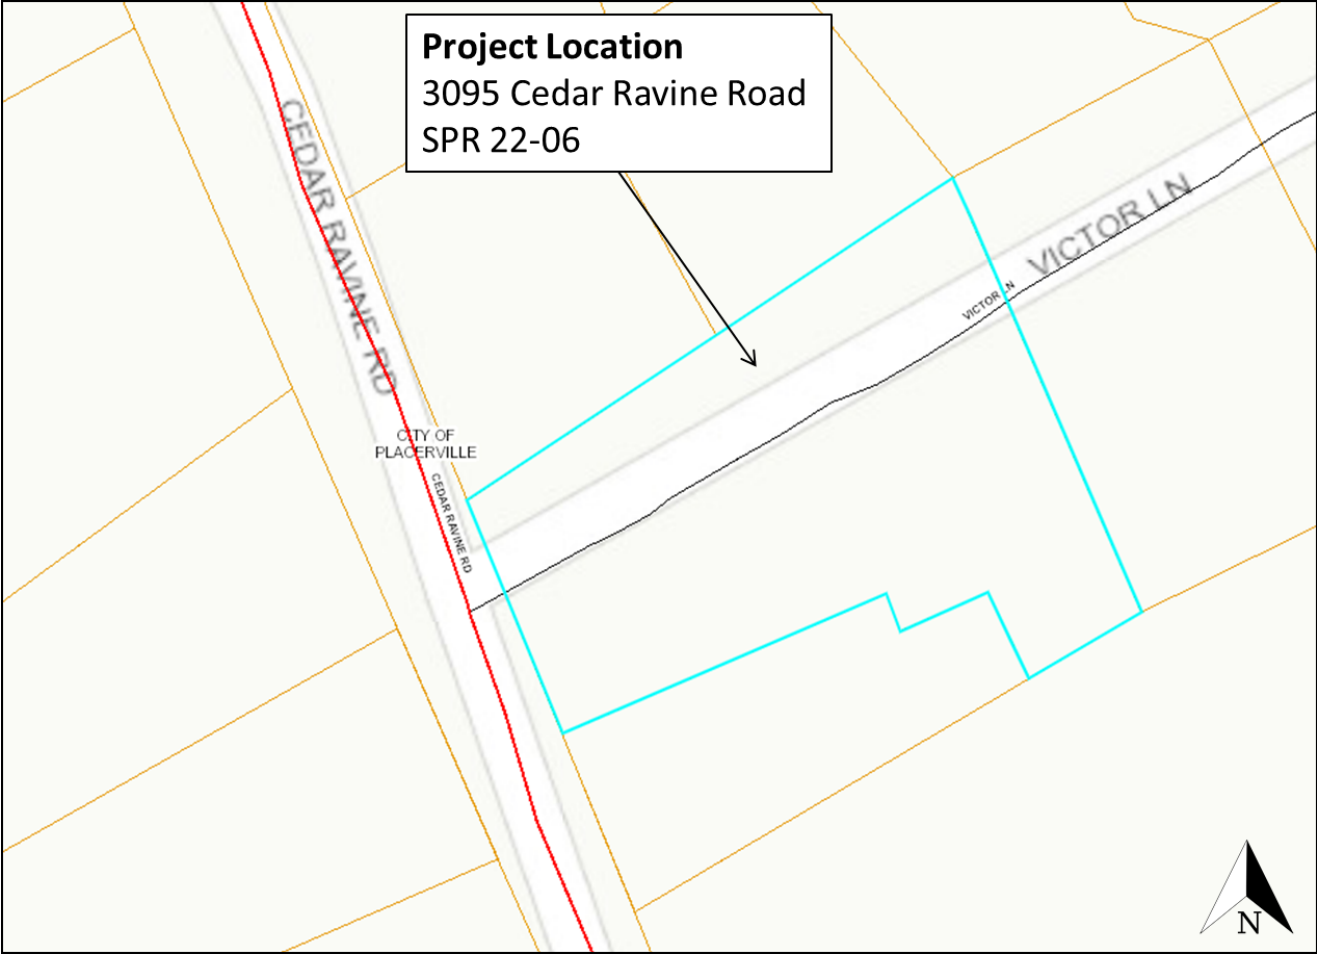 Project Location
3095 Cedar Ravine Road
SPR 22-06
CEDAR RAVINE RD
VICTOR LN
VICTOR LN
CITY OF
PLACERVILLE
CEDAR RAVINE RD
N